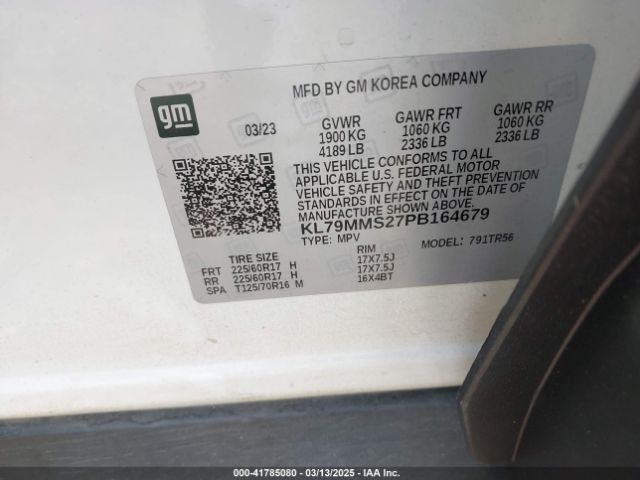 MFD BY GM KOREA COMPANY
gm
03/23
GVWR GAWR FRT GAWR RR
1900 KG 1060 KG 1060 KG
4189 LB 2336 LB 2336 LB
THIS VEHICLE CONFORMS TO ALL
APPLICABLE U.S. FEDERAL MOTOR
VEHICLE SAFETY AND THEFT PREVENTION
STANDARDS IN EFFECT ON THE DATE OF
MANUFACTURE SHOWN ABOVE.
KL79MMS27PB164679
TYPE: MPV MODEL: 791TR56
TIRE SIZE RIM
FRT 225/60R17 H 17X7.5J
RR 225/60R17 H 17X7.5J
SPA T125/70R16 M 16X4BT
000-41785080 - 03/13/2025 - IAA Inc.